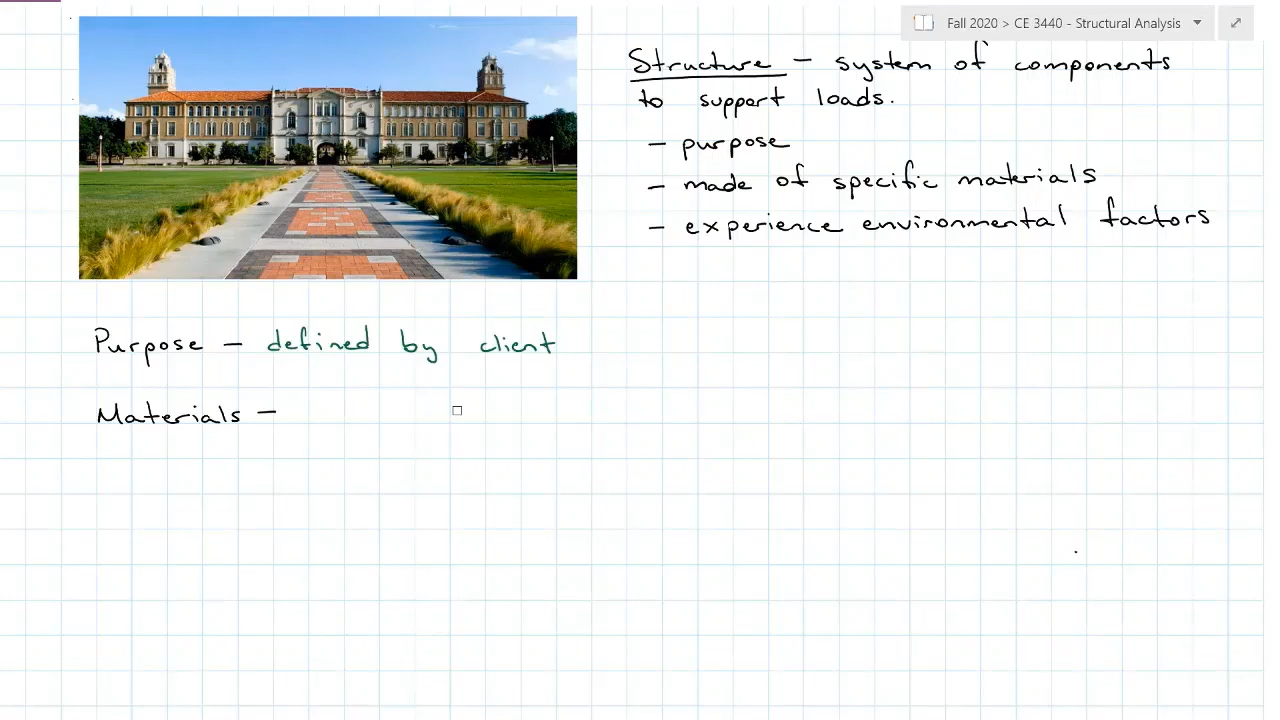 Fall 2020 > CE 3440 - Structural Analysis
Structure - system of components
to support loads.
- purpose
- made of specific materials
- experience environmental factors
Purpose - defined by client
Materials -